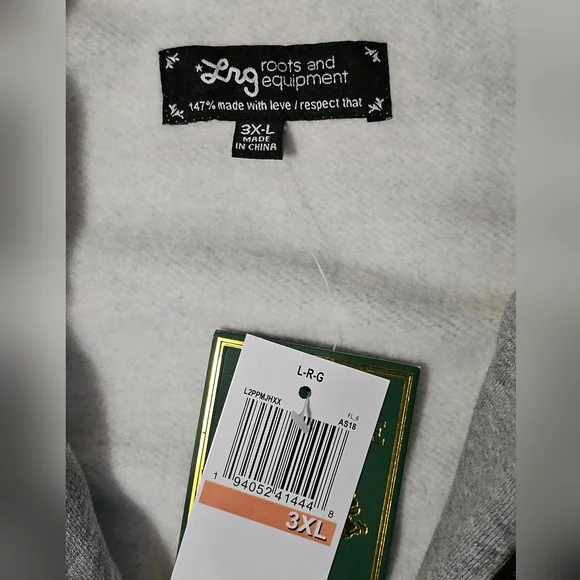 Lrg roots and
equipment
147% made with leve / respect that
3X-L
MADE
IN CHINA
L-R-G
L2PPMJHXX
FL_6
AS18
1 94052 41444 8
3XL